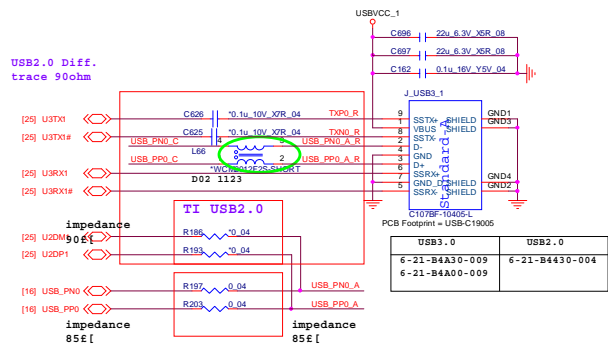 USBVCC_1
C696 22u_6.3V_X5R_08
C697 22u_6.3V_X5R_08
C162 0.1u_16V_Y5V_04
USB2.0 Diff.
trace 90ohm
J_USB3_1
[25] U3TX1 C626 *0.1u_10V_X7R_04 TXP0_R 9 SSTX+ SHIELD GND1
1 VBUS SHIELD GND3
[25] U3TX1# C625 *0.1u_10V_X7R_04 TXN0_R 8 SSTX-
USB_PN0_C 4 USB_PN0_A_R 2 D-
L66 4 GND
USB_PP0_C 2 USB_PP0_A_R 3 D+
[25] U3RX1 SHORT 6 SSRX+
7 GND_D SHIELD GND4
[25] U3RX1# 5 SSRX- SHIELD GND2
Standard-A
D02 1123
C107BF-10405-L
PCB Footprint = USB-C19005
TI USB2.0
impedance
90£[
[25] U2DM1 R186 *0_04
[25] U2DP1 R193 *0_04
USB3.0 USB2.0
6-21-B4A30-009 6-21-B4430-004
6-21-B4A00-009
[16] USB_PN0 R197 0_04 USB_PN0_A
[16] USB_PP0 R203 0_04 USB_PP0_A
impedance impedance
85£[ 85£[